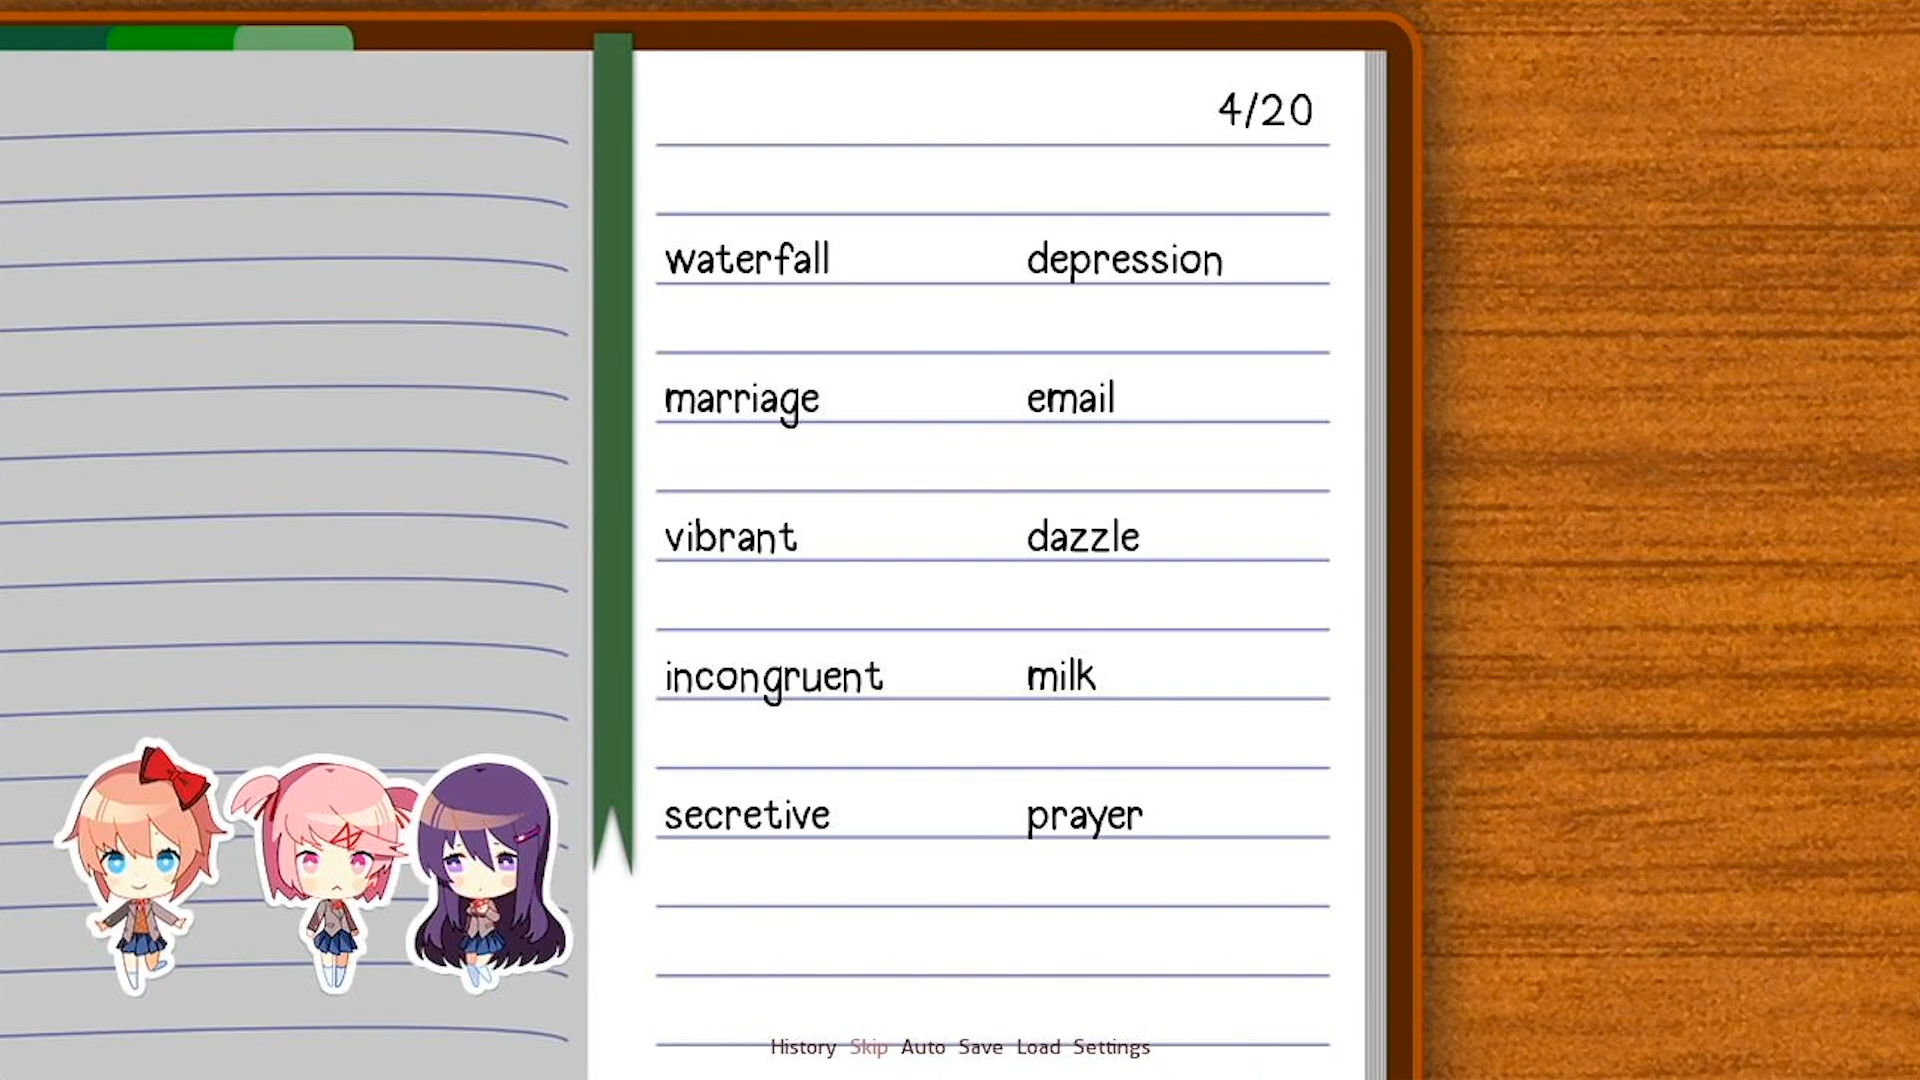 4/20
waterfall depression
marriage email
vibrant dazzle
incongruent milk
secretive prayer
History Skip Auto Save Load Settings